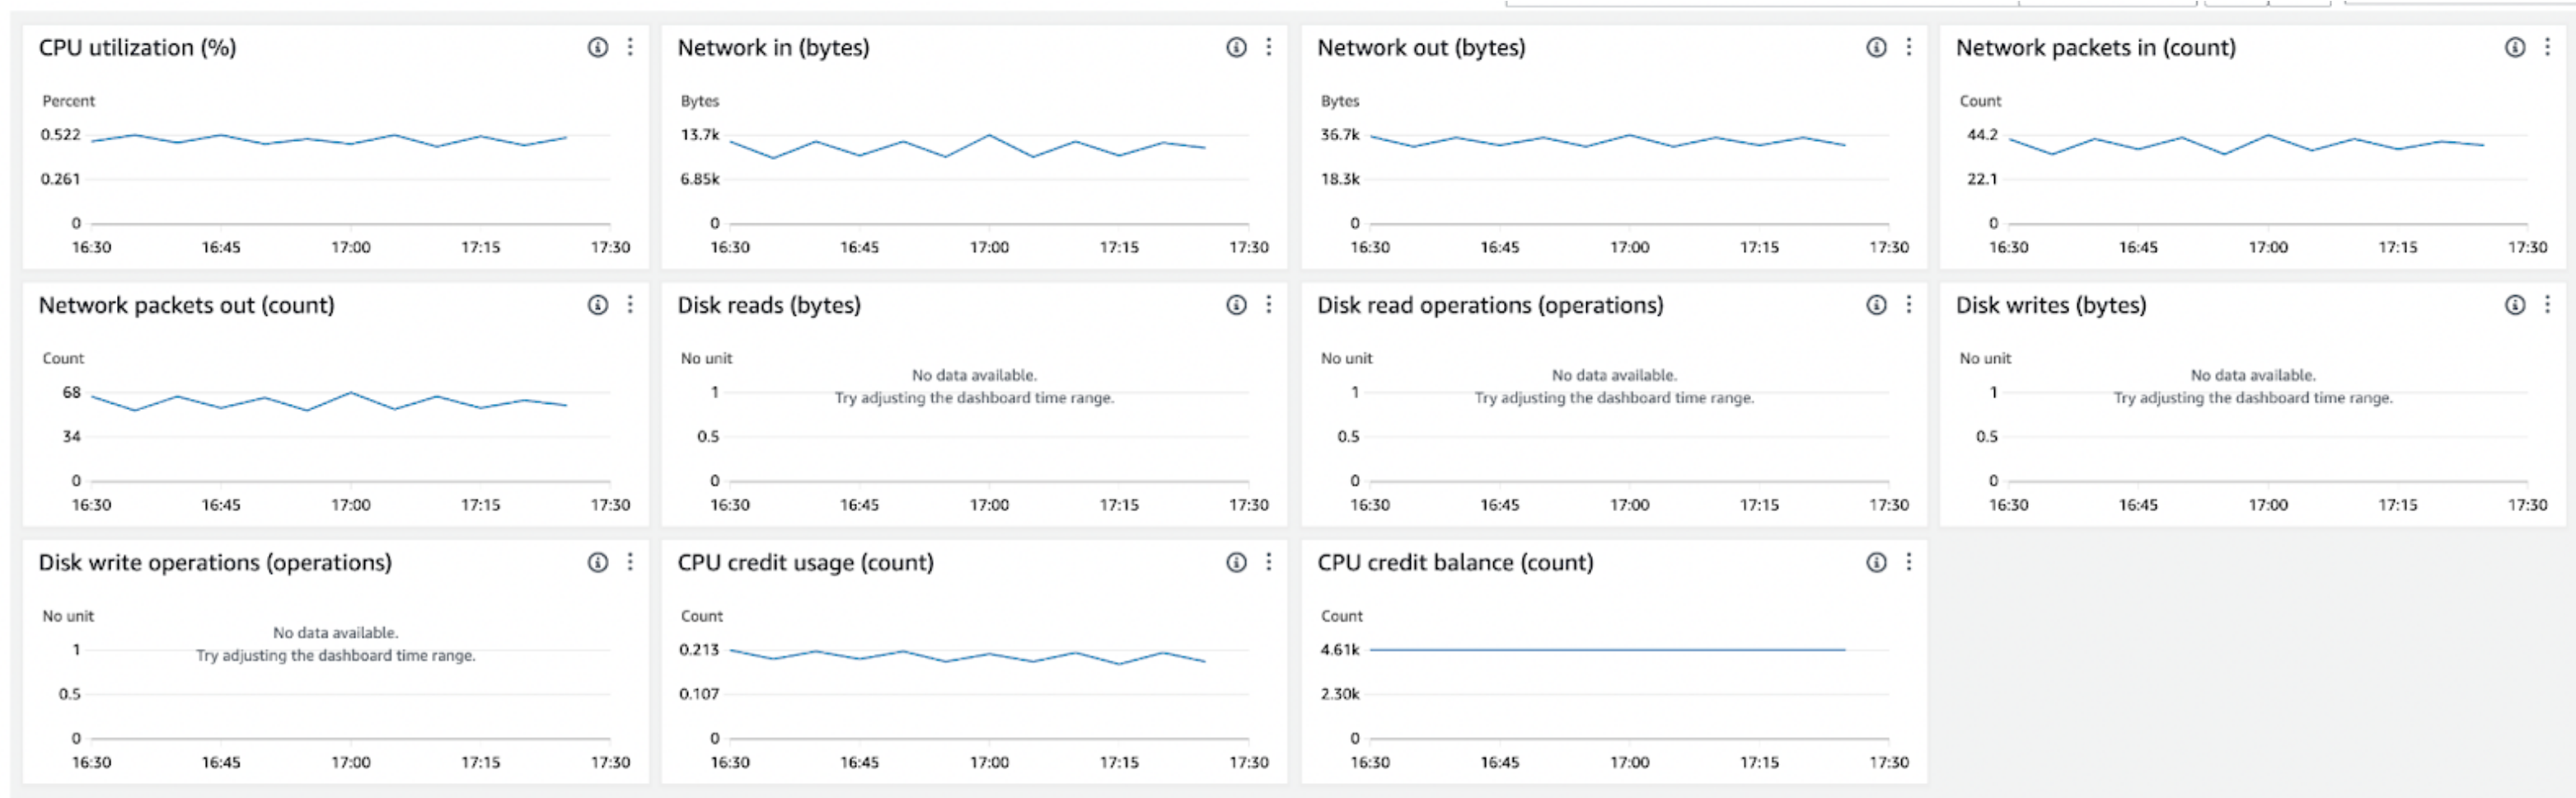 CPU utilization (%)
Percent
0.522
0.261
0
16:30 16:45 17:00 17:15 17:30
Network in (bytes)
Bytes
13.7k
6.85k
0
16:30 16:45 17:00 17:15 17:30
Network out (bytes)
Bytes
36.7k
18.3k
0
16:30 16:45 17:00 17:15 17:30
Network packets in (count)
Count
44.2
22.1
0
16:30 16:45 17:00 17:15 17:30
Network packets out (count)
Count
68
34
0
16:30 16:45 17:00 17:15 17:30
Disk reads (bytes)
No unit
No data available.
1
Try adjusting the dashboard time range.
0.5
0
16:30 16:45 17:00 17:15 17:30
Disk read operations (operations)
No unit
No data available.
1
Try adjusting the dashboard time range.
0.5
0
16:30 16:45 17:00 17:15 17:30
Disk writes (bytes)
No unit
No data available.
1
Try adjusting the dashboard time range.
0.5
0
16:30 16:45 17:00 17:15 17:30
Disk write operations (operations)
No unit
No data available.
1
Try adjusting the dashboard time range.
0.5
0
16:30 16:45 17:00 17:15 17:30
CPU credit usage (count)
Count
0.213
0.107
0
16:30 16:45 17:00 17:15 17:30
CPU credit balance (count)
Count
4.61k
2.30k
0
16:30 16:45 17:00 17:15 17:30